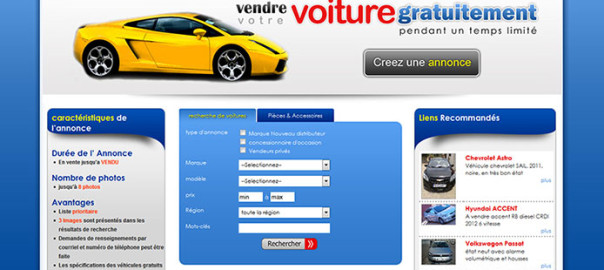 vendre
votre
voiture gratuitement
pendant un temps limité
Creez une annonce
caractéristiques de
l'annonce
Durée de l' Annonce
En vente jusqu'à VENDU
Nombre de photos
jusqu'à 8 photos
Avantages
Liste prioritaire
3 images sont présentés dans les
résultats de recherche
Demandes de renseignements par
courriel et numéro de téléphone peut être
faite
les spécifications des véhicules gratuits
recherche de voitures
Pièces & Accessoires
type d'annonce
Marque Nouveau distributeur
concessionnaire d'occasion
Vendeurs privés
Marque
--Selectionnez--
modèle
--Selectionnez--
prix
min
à
max
Région
toute la région
Mots-clés
Rechercher
Liens Recommandés
Chevrolet Astra
Véhicule chevrolet SAIL, 2011,
noire, en très bon état
plus
Hyundai ACCENT
A vendre accent RB diesel CRDI
2012 6 vitesse
plus
Volkswagen Passat
état neuf avec alarme
volumétrique et housses
plus